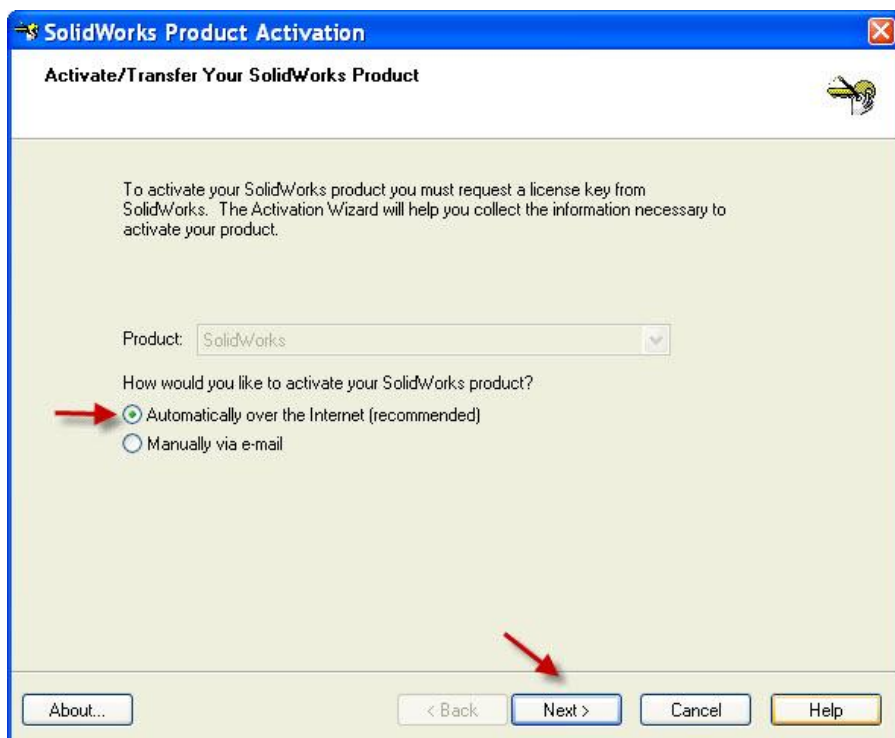 SolidWorks Product Activation
Activate/Transfer Your SolidWorks Product
To activate your SolidWorks product you must request a license key from
SolidWorks. The Activation Wizard will help you collect the information necessary to
activate your product.
Product: SolidWorks
How would you like to activate your SolidWorks product?
Automatically over the Internet (recommended)
Manually via e-mail
About... < Back Next > Cancel Help